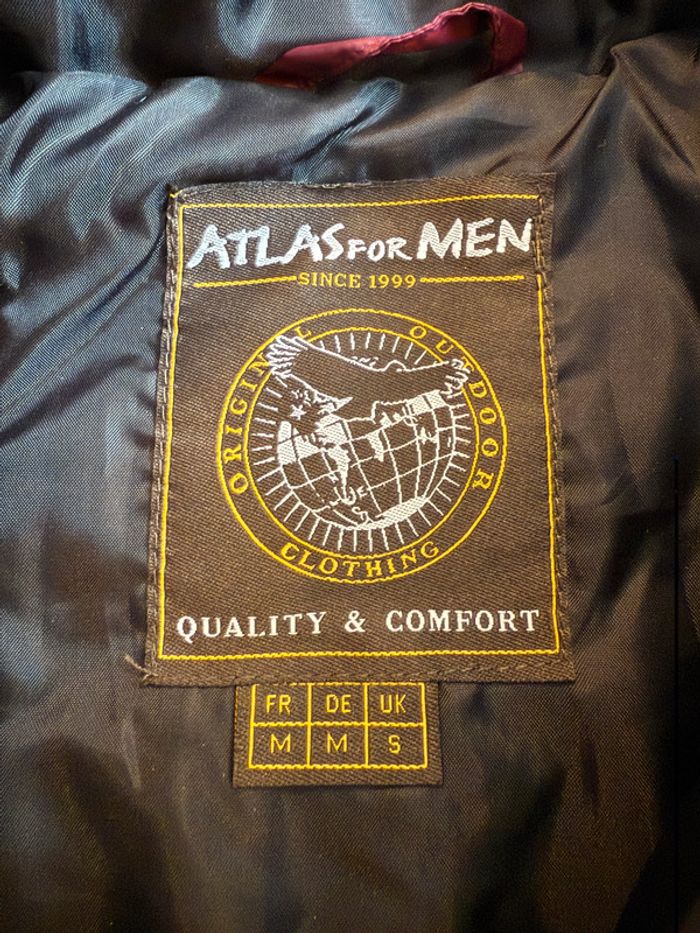 ATLAS FOR MEN
SINCE 1999
ORIGINAL OUTDOOR
CLOTHING
QUALITY & COMFORT
FR DE UK
M M S